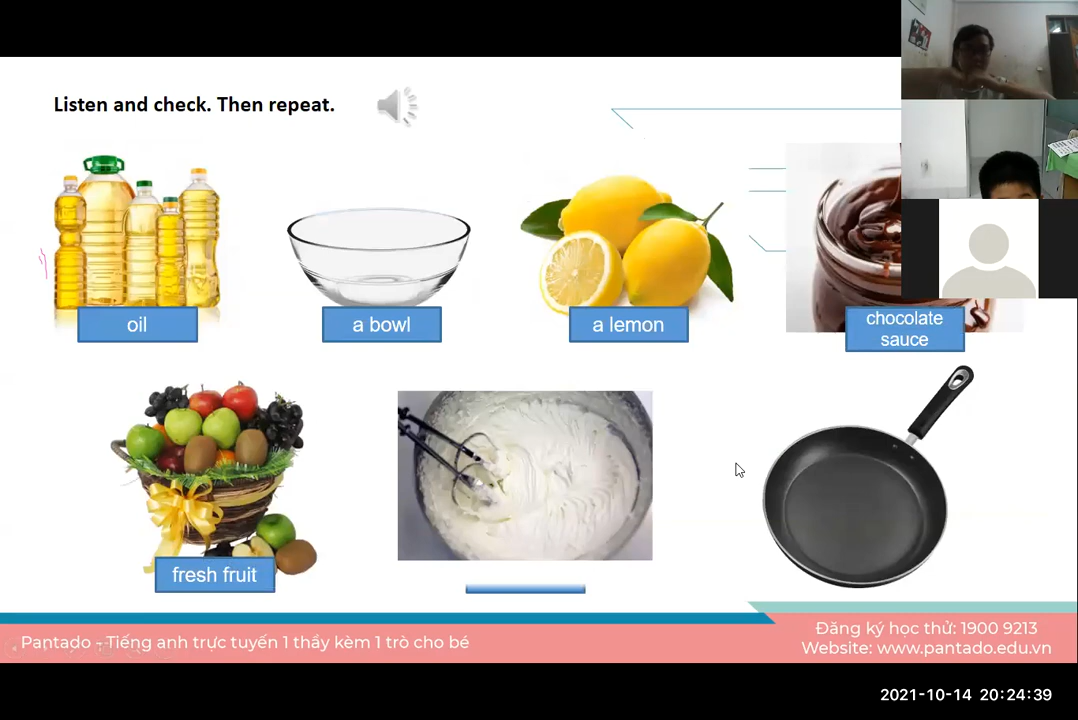 Listen and check. Then repeat.
oil
a bowl
a lemon
chocolate
sauce
fresh fruit
Pantado - Tiếng anh trực tuyến 1 thầy kèm 1 trò cho bé
Đăng ký học thử: 1900 9213
Website: www.pantado.edu.vn
2021-10-14 20:24:39